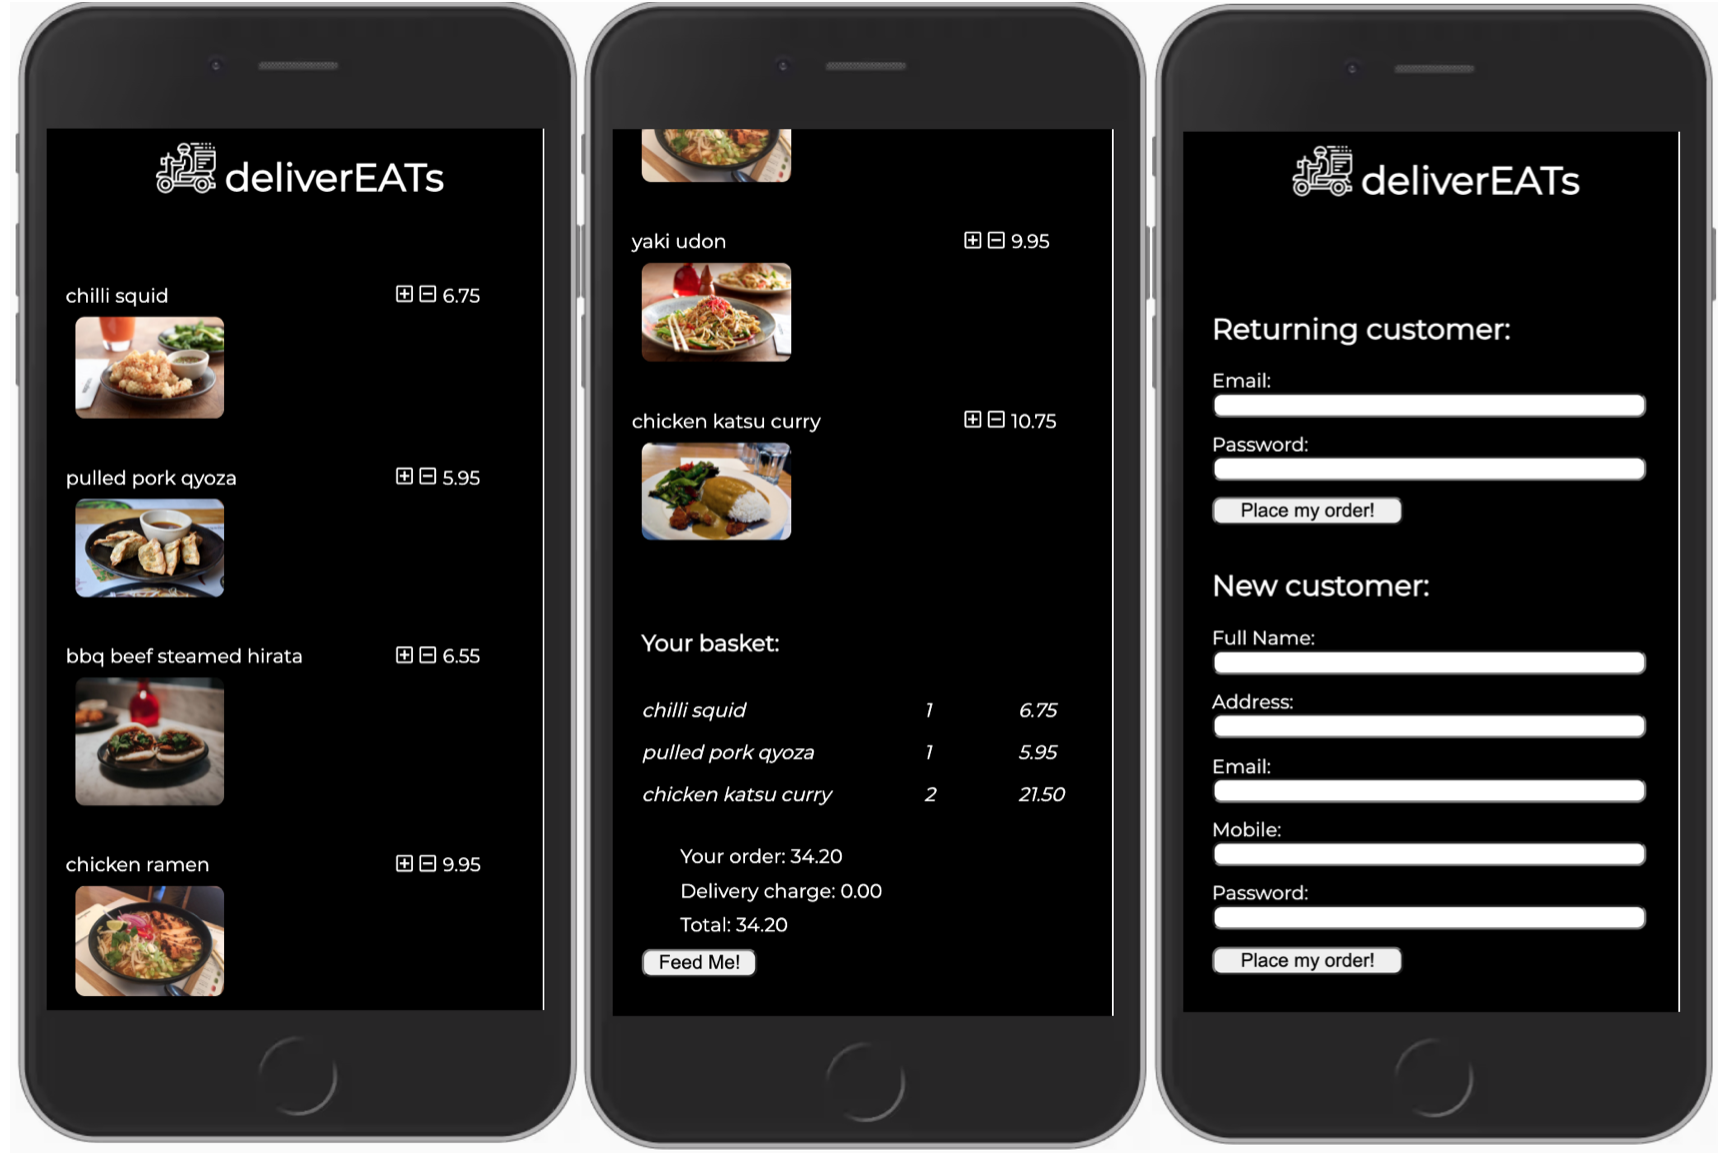 deliverEATs
chilli squid 6.75
pulled pork qyoza 5.95
bbq beef steamed hirata 6.55
chicken ramen 9.95
yaki udon 9.95
chicken katsu curry 10.75
Your basket:
chilli squid 1 6.75
pulled pork qyoza 1 5.95
chicken katsu curry 2 21.50
Your order: 34.20
Delivery charge: 0.00
Total: 34.20
Feed Me!
deliverEATs
Returning customer:
Email:
Password:
Place my order!
New customer:
Full Name:
Address:
Email:
Mobile:
Password:
Place my order!